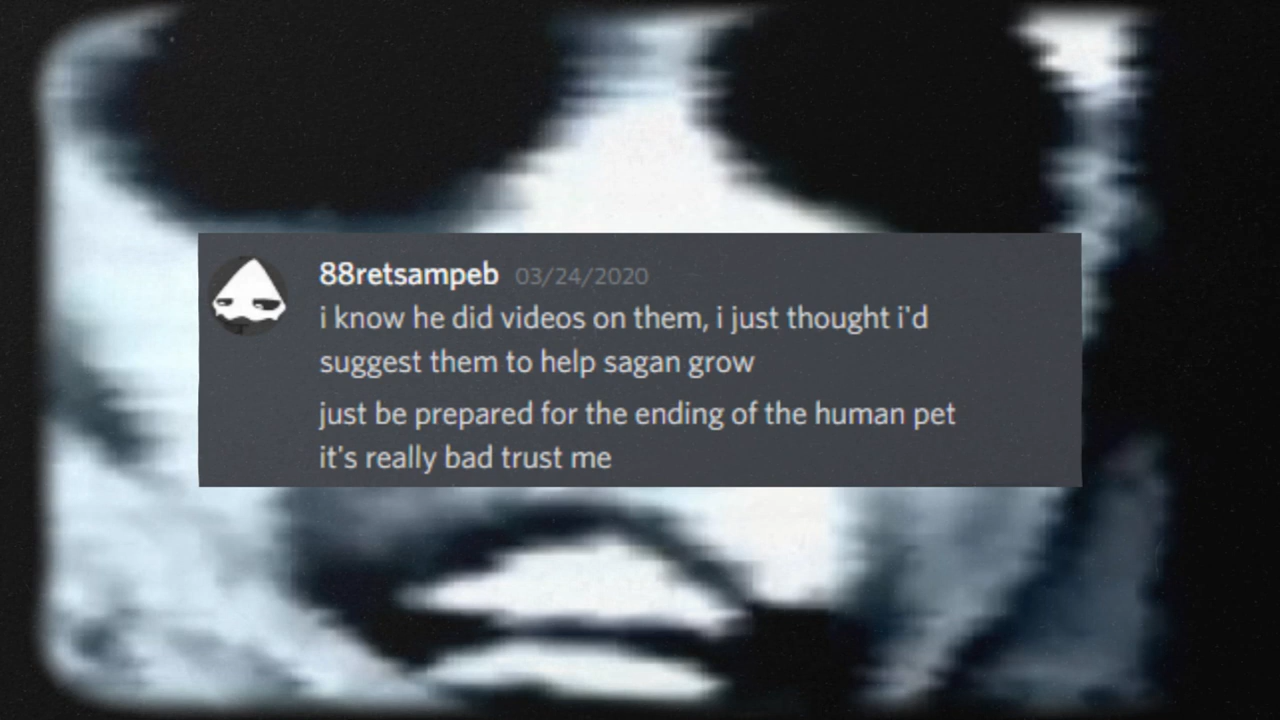 88retsampeb 03/24/2020
i know he did videos on them, i just thought i'd
suggest them to help sagan grow
just be prepared for the ending of the human pet
it's really bad trust me